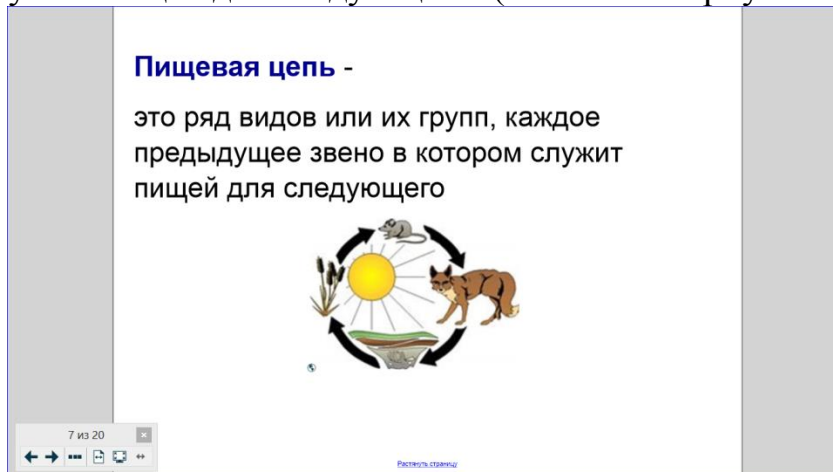 Пищевая цепь -
это ряд видов или их групп, каждое
предыдущее звено в котором служит
пищей для следующего
7 из 20
Растянуть страницу